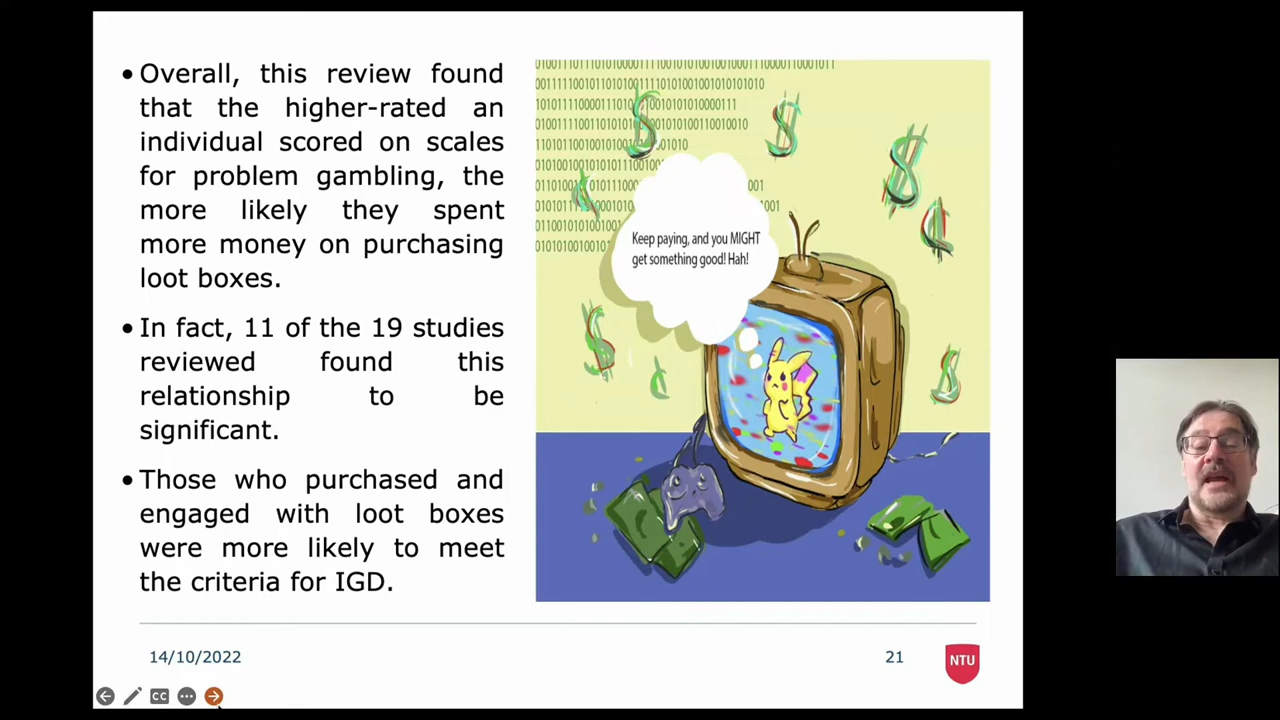 • Overall, this review found
that the higher-rated an
individual scored on scales
for problem gambling, the
more likely they spent
more money on purchasing
loot boxes.
• In fact, 11 of the 19 studies
reviewed found this
relationship to be
significant.
• Those who purchased and
engaged with loot boxes
were more likely to meet
the criteria for IGD.
Keep paying, and you MIGHT
get something good! Hah!
14/10/2022
21
NTU
CC